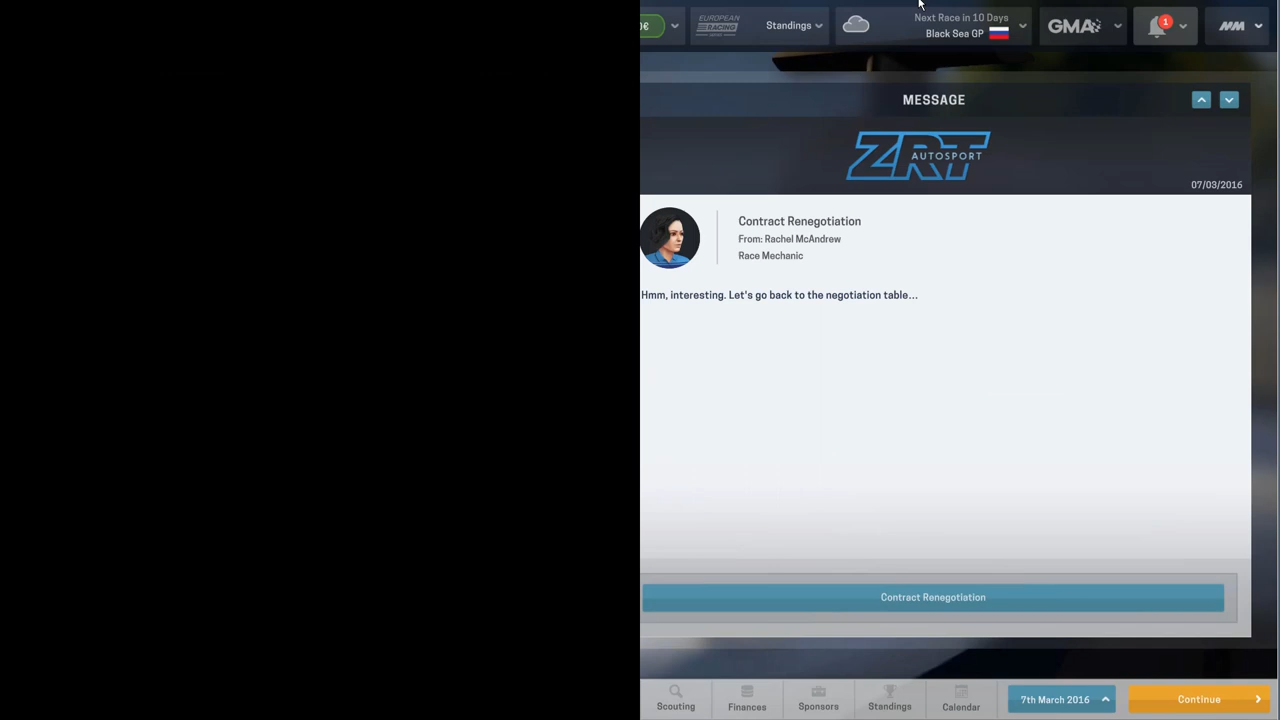 0€
EUROPEAN
RACING
Standings
Next Race in 10 Days
Black Sea GP
GMA
1
MM
MESSAGE
ZRT
AUTOSPORT
07/03/2016
Contract Renegotiation
From: Rachel McAndrew
Race Mechanic
Hmm, interesting. Let's go back to the negotiation table...
Contract Renegotiation
Scouting
Finances
Sponsors
Standings
Calendar
7th March 2016
Continue